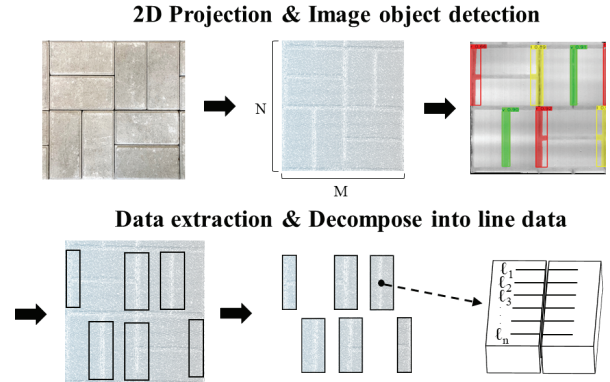 2D Projection & Image object detection
N
M
Data extraction & Decompose into line data
ℓ1
ℓ2
ℓ3
ℓn